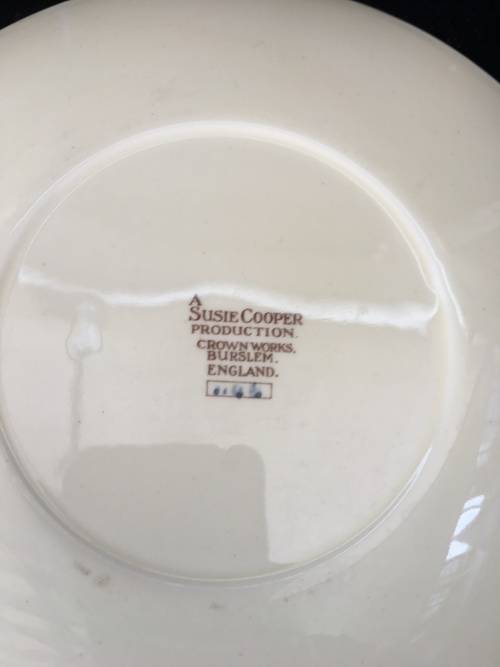 A
SUSIE COOPER
PRODUCTION.
CROWN WORKS.
BURSLEM.
ENGLAND.